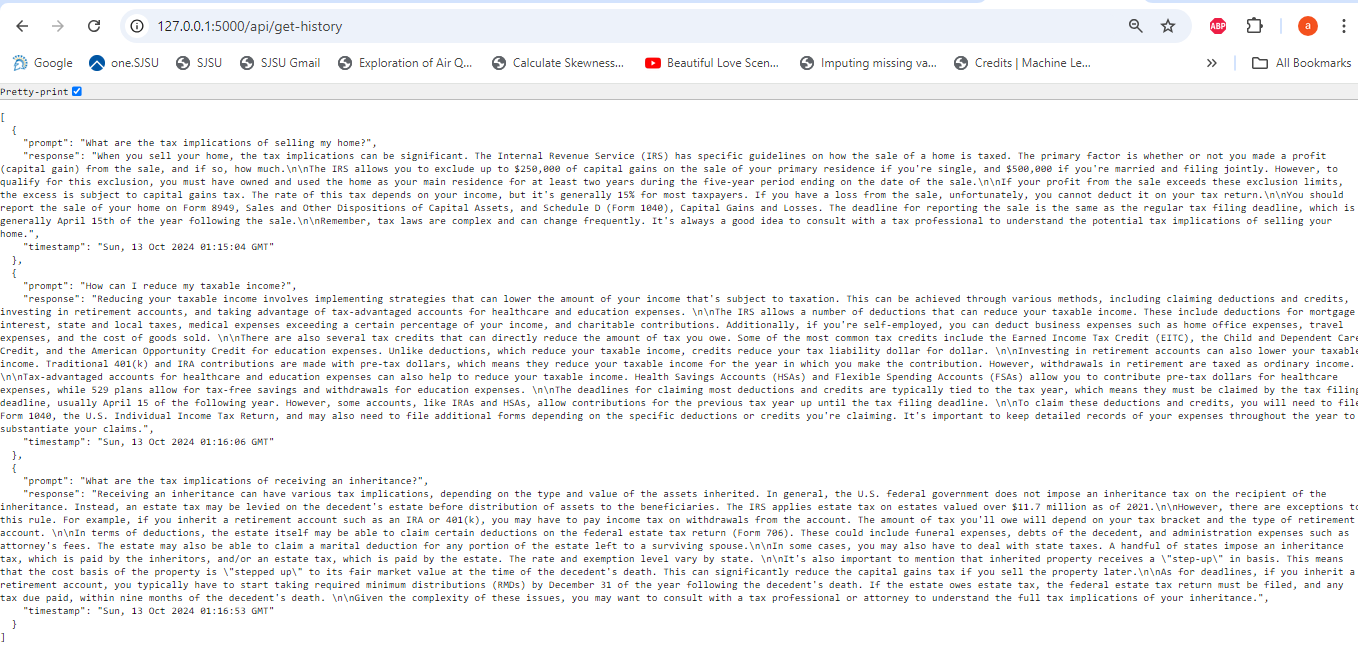 127.0.0.1:5000/api/get-history
ABP
a
Google
one.SJSU
SJSU
SJSU Gmail
Exploration of Air Q...
Calculate Skewness...
Beautiful Love Scen...
Imputing missing va...
Credits | Machine Le...
»
All Bookmarks
Pretty-print
[
{
"prompt": "What are the tax implications of selling my home?",
"response": "When you sell your home, the tax implications can be significant. The Internal Revenue Service (IRS) has specific guidelines on how the sale of a home is taxed. The primary factor is whether or not you made a profit
(capital gain) from the sale, and if so, how much.\n\nThe IRS allows you to exclude up to $250,000 of capital gains on the sale of your primary residence if you're single, and $500,000 if you're married and filing jointly. However, to
qualify for this exclusion, you must have owned and used the home as your main residence for at least two years during the five-year period ending on the date of the sale.\n\nIf your profit from the sale exceeds these exclusion limits,
the excess is subject to capital gains tax. The rate of this tax depends on your income, but it's generally 15% for most taxpayers. If you have a loss from the sale, unfortunately, you cannot deduct it on your tax return.\n\nYou should
report the sale of your home on Form 8949, Sales and Other Dispositions of Capital Assets, and Schedule D (Form 1040), Capital Gains and Losses. The deadline for reporting the sale is the same as the regular tax filing deadline, which is
generally April 15th of the year following the sale.\n\nRemember, tax laws are complex and can change frequently. It's always a good idea to consult with a tax professional to understand the potential tax implications of selling your
home.",
"timestamp": "Sun, 13 Oct 2024 01:15:04 GMT"
},
{
"prompt": "How can I reduce my taxable income?",
"response": "Reducing your taxable income involves implementing strategies that can lower the amount of your income that's subject to taxation. This can be achieved through various methods, including claiming deductions and credits,
investing in retirement accounts, and taking advantage of tax-advantaged accounts for healthcare and education expenses. \n\nThe IRS allows a number of deductions that can reduce your taxable income. These include deductions for mortgage
interest, state and local taxes, medical expenses exceeding a certain percentage of your income, and charitable contributions. Additionally, if you're self-employed, you can deduct business expenses such as home office expenses, travel
expenses, and the cost of goods sold. \n\nThere are also several tax credits that can directly reduce the amount of tax you owe. Some of the most common tax credits include the Earned Income Tax Credit (EITC), the Child and Dependent Care
Credit, and the American Opportunity Credit for education expenses. Unlike deductions, which reduce your taxable income, credits reduce your tax liability dollar for dollar. \n\nInvesting in retirement accounts can also lower your taxable
income. Traditional 401(k) and IRA contributions are made with pre-tax dollars, which means they reduce your taxable income for the year in which you make the contribution. However, withdrawals in retirement are taxed as ordinary income.
\n\nTax-advantaged accounts for healthcare and education expenses can also help to reduce your taxable income. Health Savings Accounts (HSAs) and Flexible Spending Accounts (FSAs) allow you to contribute pre-tax dollars for healthcare
expenses, while 529 plans allow for tax-free savings and withdrawals for education expenses. \n\nThe deadlines for claiming most deductions and credits are typically tied to the tax year, which means they must be claimed by the tax filing
deadline, usually April 15 of the following year. However, some accounts, like IRAs and HSAs, allow contributions for the previous tax year up until the tax filing deadline. \n\nTo claim these deductions and credits, you will need to file
Form 1040, the U.S. Individual Income Tax Return, and may also need to file additional forms depending on the specific deductions or credits you're claiming. It's important to keep detailed records of your expenses throughout the year to
substantiate your claims.",
"timestamp": "Sun, 13 Oct 2024 01:16:06 GMT"
},
{
"prompt": "What are the tax implications of receiving an inheritance?",
"response": "Receiving an inheritance can have various tax implications, depending on the type and value of the assets inherited. In general, the U.S. federal government does not impose an inheritance tax on the recipient of the
inheritance. Instead, an estate tax may be levied on the decedent's estate before distribution of assets to the beneficiaries. The IRS applies estate tax on estates valued over $11.7 million as of 2021.\n\nHowever, there are exceptions to
this rule. For example, if you inherit a retirement account such as an IRA or 401(k), you may have to pay income tax on withdrawals from the account. The amount of tax you'll owe will depend on your tax bracket and the type of retirement
account. \n\nIn terms of deductions, the estate itself may be able to claim certain deductions on the federal estate tax return (Form 706). These could include funeral expenses, debts of the decedent, and administration expenses such as
attorney's fees. The estate may also be able to claim a marital deduction for any portion of the estate left to a surviving spouse.\n\nIn some cases, you may also have to deal with state taxes. A handful of states impose an inheritance
tax, which is paid by the inheritors, and/or an estate tax, which is paid by the estate. The rate and exemption level vary by state. \n\nIt's also important to mention that inherited property receives a \"step-up\" in basis. This means
that the cost basis of the property is \"stepped up\" to its fair market value at the time of the decedent's death. This can significantly reduce the capital gains tax if you sell the property later.\n\nAs for deadlines, if you inherit a
retirement account, you typically have to start taking required minimum distributions (RMDs) by December 31 of the year following the decedent's death. If the estate owes estate tax, the federal estate tax return must be filed, and any
tax due paid, within nine months of the decedent's death. \n\nGiven the complexity of these issues, you may want to consult with a tax professional or attorney to understand the full tax implications of your inheritance.",
"timestamp": "Sun, 13 Oct 2024 01:16:53 GMT"
}
]